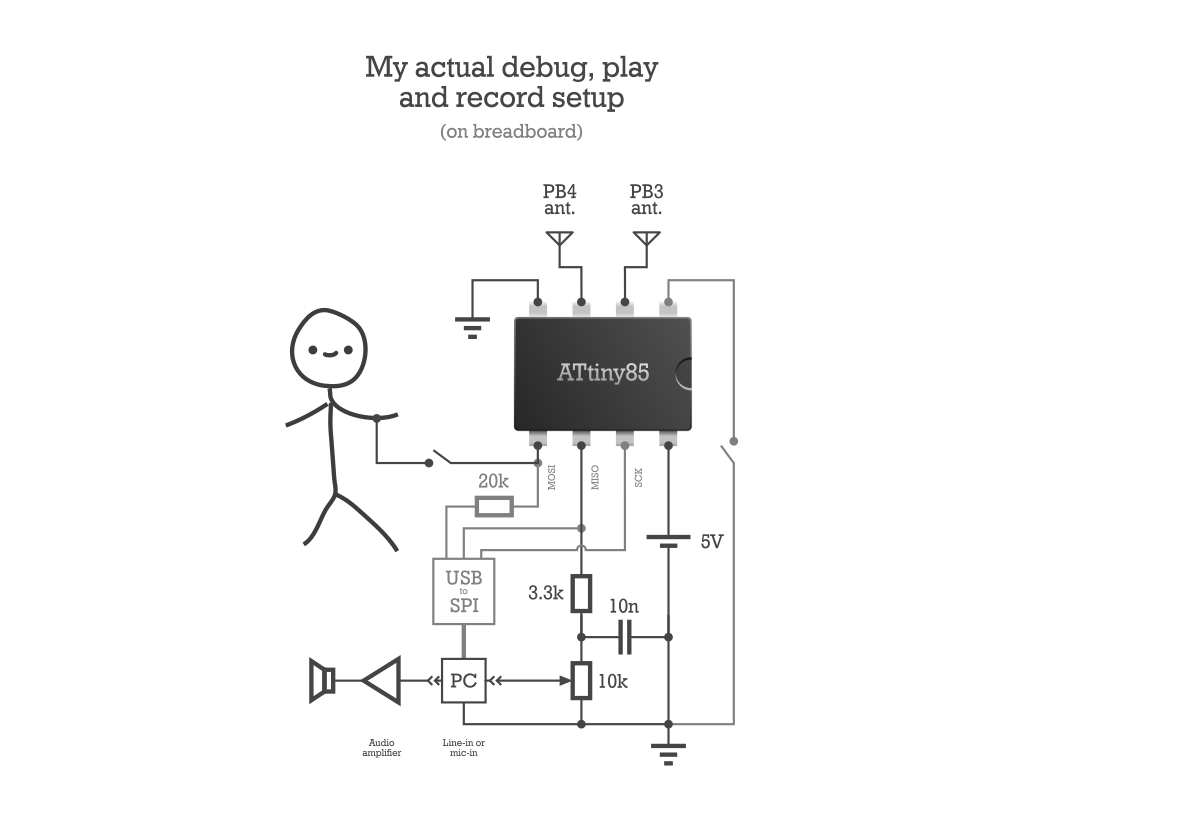 My actual debug, play
and record setup
(on breadboard)
PB4
ant.
PB3
ant.
ATtiny85
MOSI
MISO
SCK
20k
5V
USB
to
SPI
3.3k
10n
PC
10k
Audio
amplifier
Line-in or
mic-in